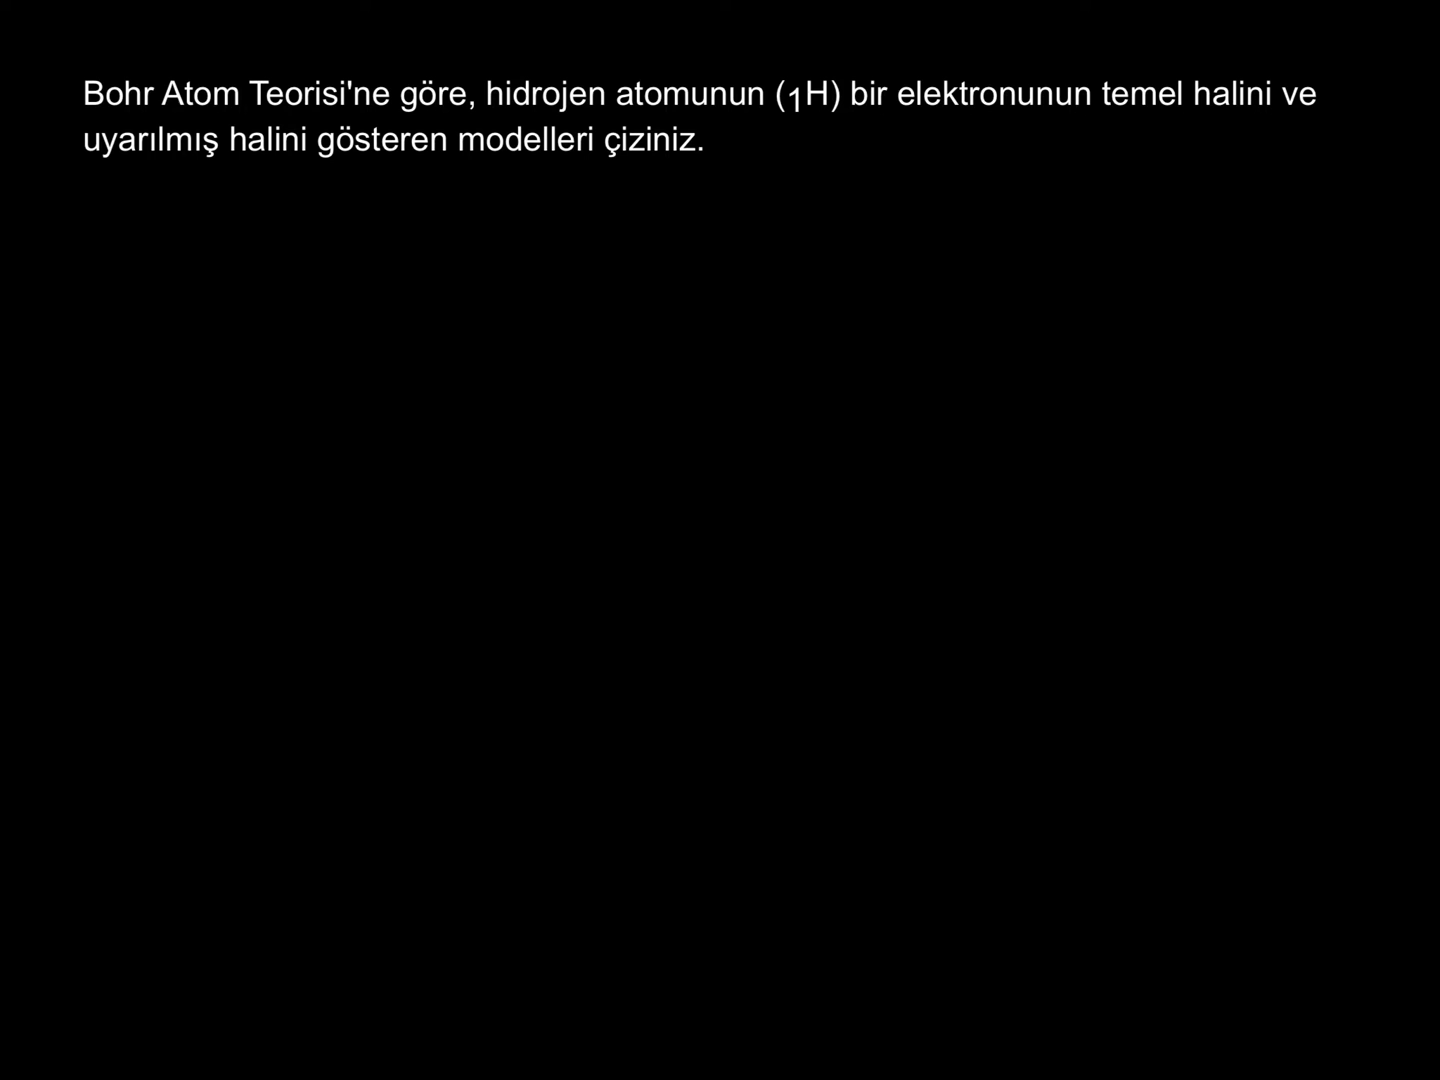 Bohr Atom Teorisi'ne göre, hidrojen atomunun (₁H) bir elektronunun temel halini ve
uyarılmış halini gösteren modelleri çiziniz.